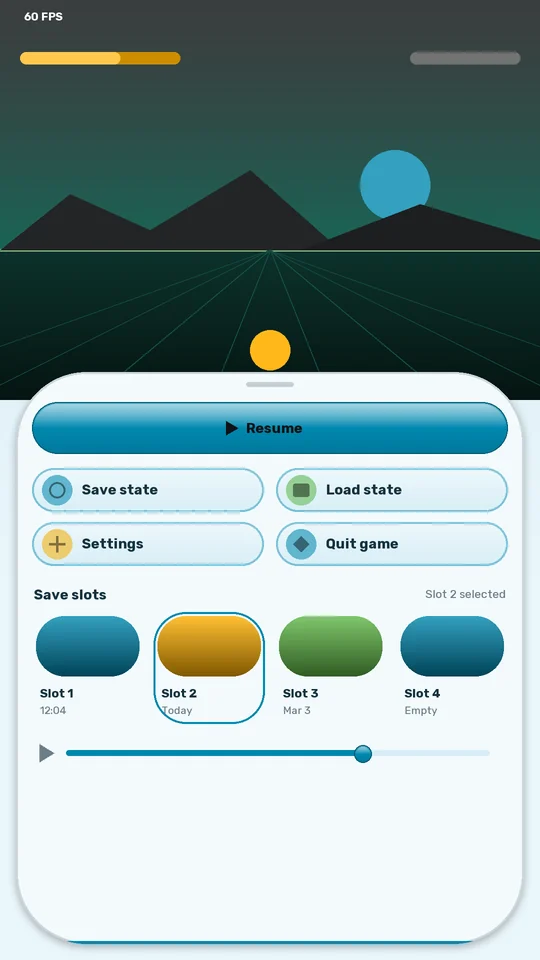 60 FPS
Resume
Save state
Load state
Settings
Quit game
Save slots
Slot 2 selected
Slot 1
12:04
Slot 2
Today
Slot 3
Mar 3
Slot 4
Empty